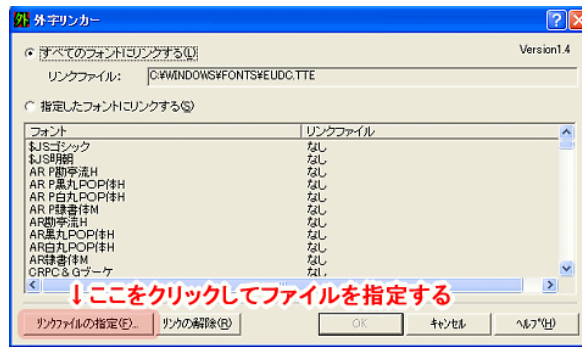 外字リンカー
すべてのフォントにリンクする(L)
Version1.4
リンクファイル: C:¥WINDOWS¥FONTS¥EUDC.TTE
指定したフォントにリンクする(S)
フォント リンクファイル
$JSゴシック なし
$JS明朝 なし
AR P勘亭流H なし
AR P黒丸POP体H なし
AR P白丸POP体H なし
AR P隷書体M なし
AR勘亭流H なし
AR黒丸POP体H なし
AR白丸POP体H なし
AR隷書体M なし
CRPC&Gブーケ なし
↓ここをクリックしてファイルを指定する
リンクファイルの指定(F)... リンクの解除(R) OK キャンセル ヘルプ(H)